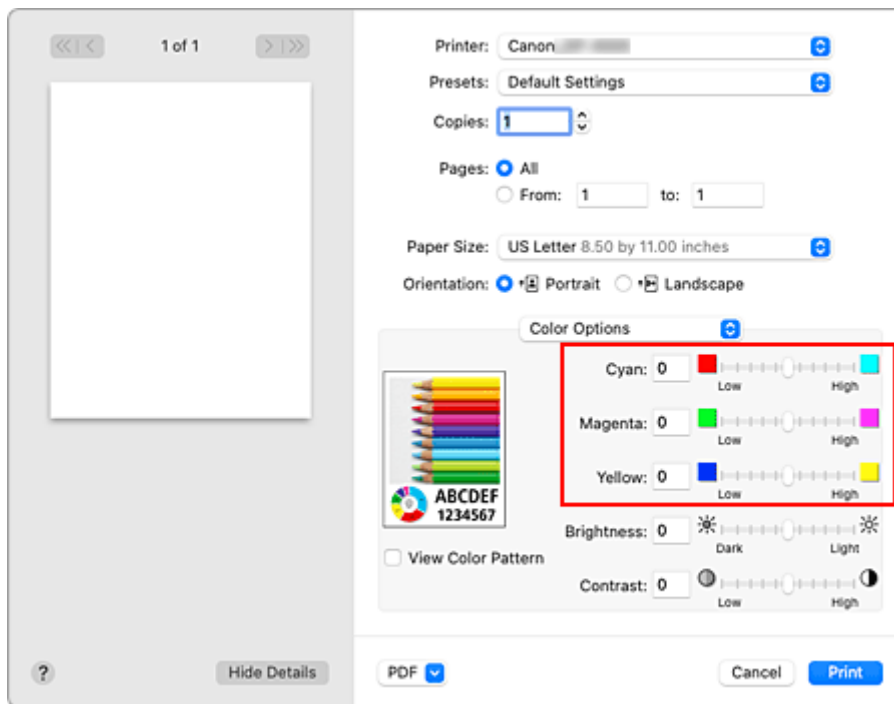 1 of 1
Printer: Canon
Presets: Default Settings
Copies: 1
Pages: All
From: 1 to: 1
Paper Size: US Letter 8.50 by 11.00 inches
Orientation: Portrait Landscape
Color Options
Cyan: 0
Low High
Magenta: 0
Low High
Yellow: 0
Low High
ABCDEF
1234567
Brightness: 0
Dark Light
View Color Pattern
Contrast: 0
Low High
? Hide Details PDF Cancel Print